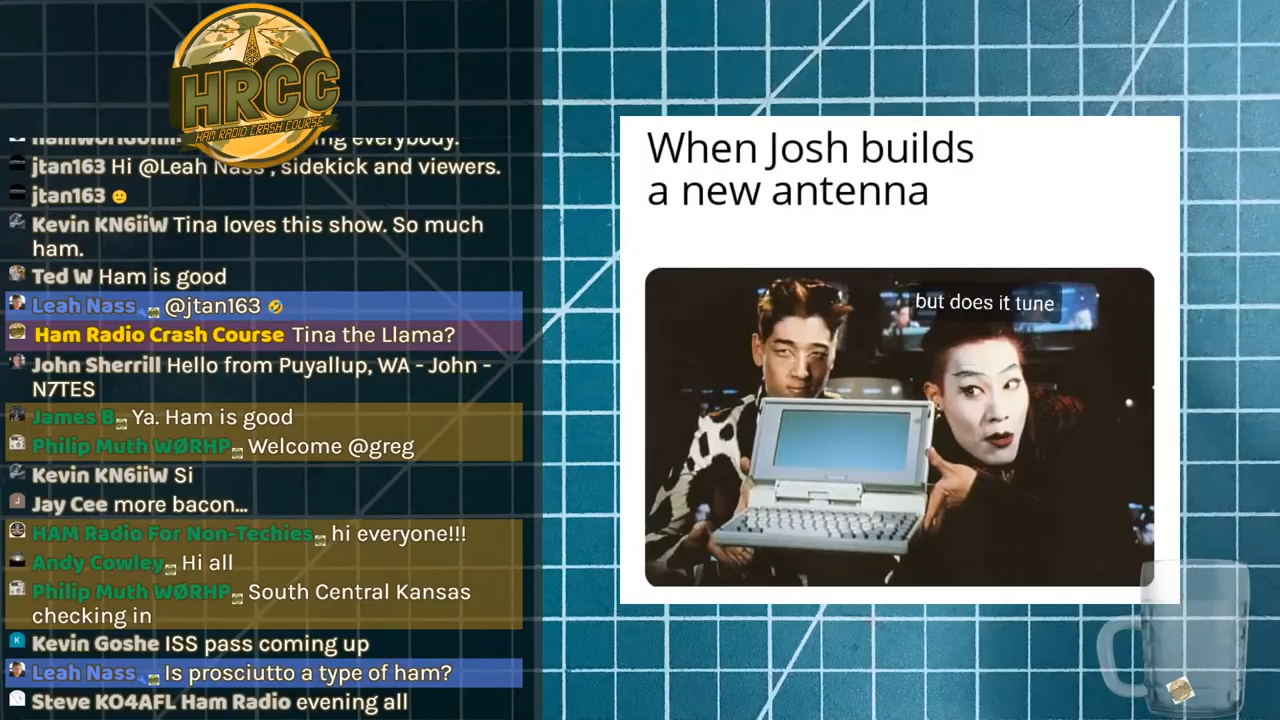 HRCC
HAM RADIO CRASH COURSE
ng everybody.
jtan163 Hi @Leah Nass , sidekick and viewers.
jtan163 🙂
Kevin KN6iiW Tina loves this show. So much
ham.
Ted W Ham is good
Leah Nass @jtan163 🤣
Ham Radio Crash Course Tina the Llama?
John Sherrill Hello from Puyallup, WA - John -
N7TES
James B Ya. Ham is good
Philip Muth WØRHP Welcome @greg
Kevin KN6iiW Si
Jay Cee more bacon...
HAM Radio For Non-Techies hi everyone!!!
Andy Cowley Hi all
Philip Muth WØRHP South Central Kansas
checking in
Kevin Goshe ISS pass coming up
Leah Nass Is prosciutto a type of ham?
Steve KO4AFL Ham Radio evening all
When Josh builds
a new antenna
but does it tune